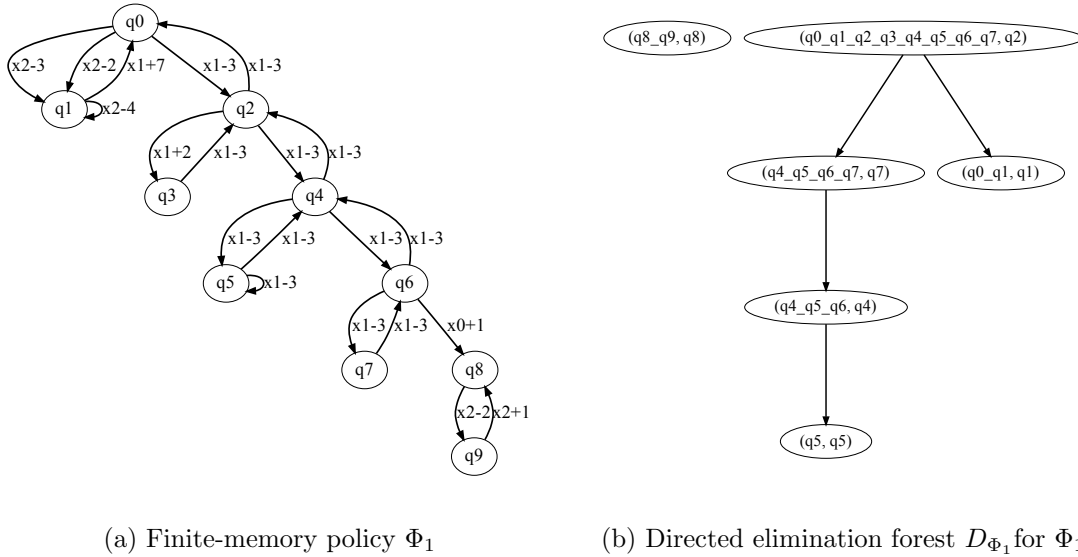 q0
x2-3
x2-2
x1+7
x1-3
x1-3
q1
x2-4
q2
x1+2
x1-3
x1-3
x1-3
q3
q4
x1-3
x1-3
x1-3
x1-3
q5
x1-3
q6
x1-3
x1-3
x0+1
q7
q8
x2-2
x2+1
q9
(a) Finite-memory policy Φ1
(q8_q9, q8)
(q0_q1_q2_q3_q4_q5_q6_q7, q2)
(q4_q5_q6_q7, q7)
(q0_q1, q1)
(q4_q5_q6, q4)
(q5, q5)
(b) Directed elimination forest DΦ1 for Φ1